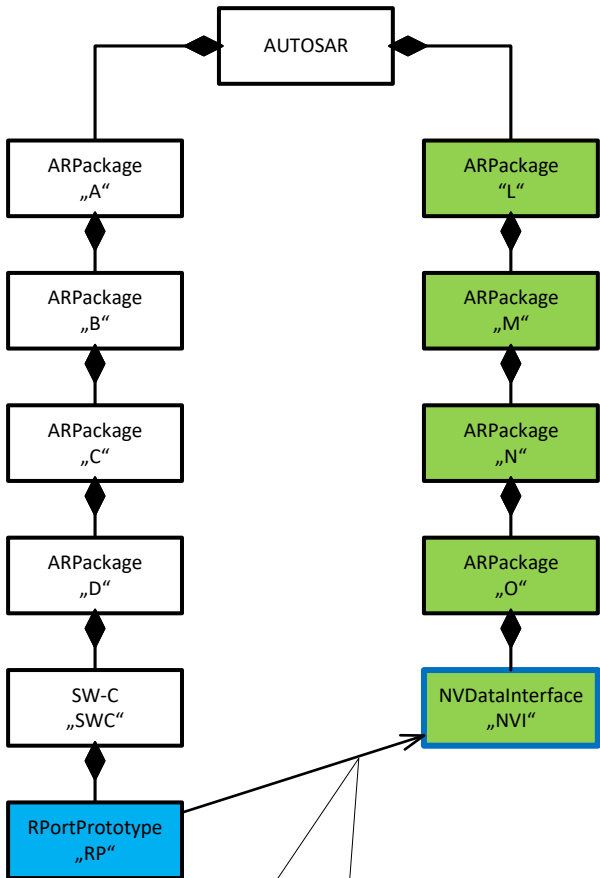 AUTOSAR
ARPackage
„A“
ARPackage
“L“
ARPackage
„B“
ARPackage
„M“
ARPackage
„C“
ARPackage
„N“
ARPackage
„D“
ARPackage
„O“
SW-C
„SWC“
NVDataInterface
„NVI“
RPortPrototype
„RP“